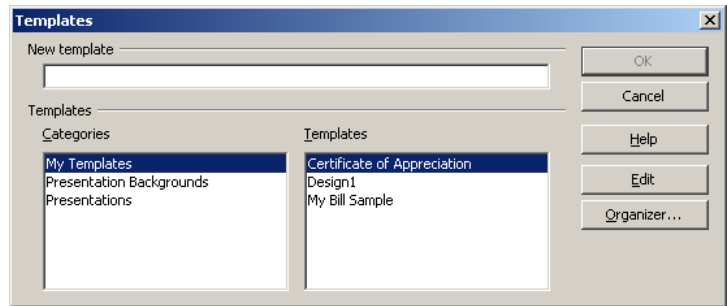 Templates
New template
OK
Cancel
Templates
Categories
Templates
Help
My Templates
Certificate of Appreciation
Presentation Backgrounds
Design1
Edit
Presentations
My Bill Sample
Organizer...